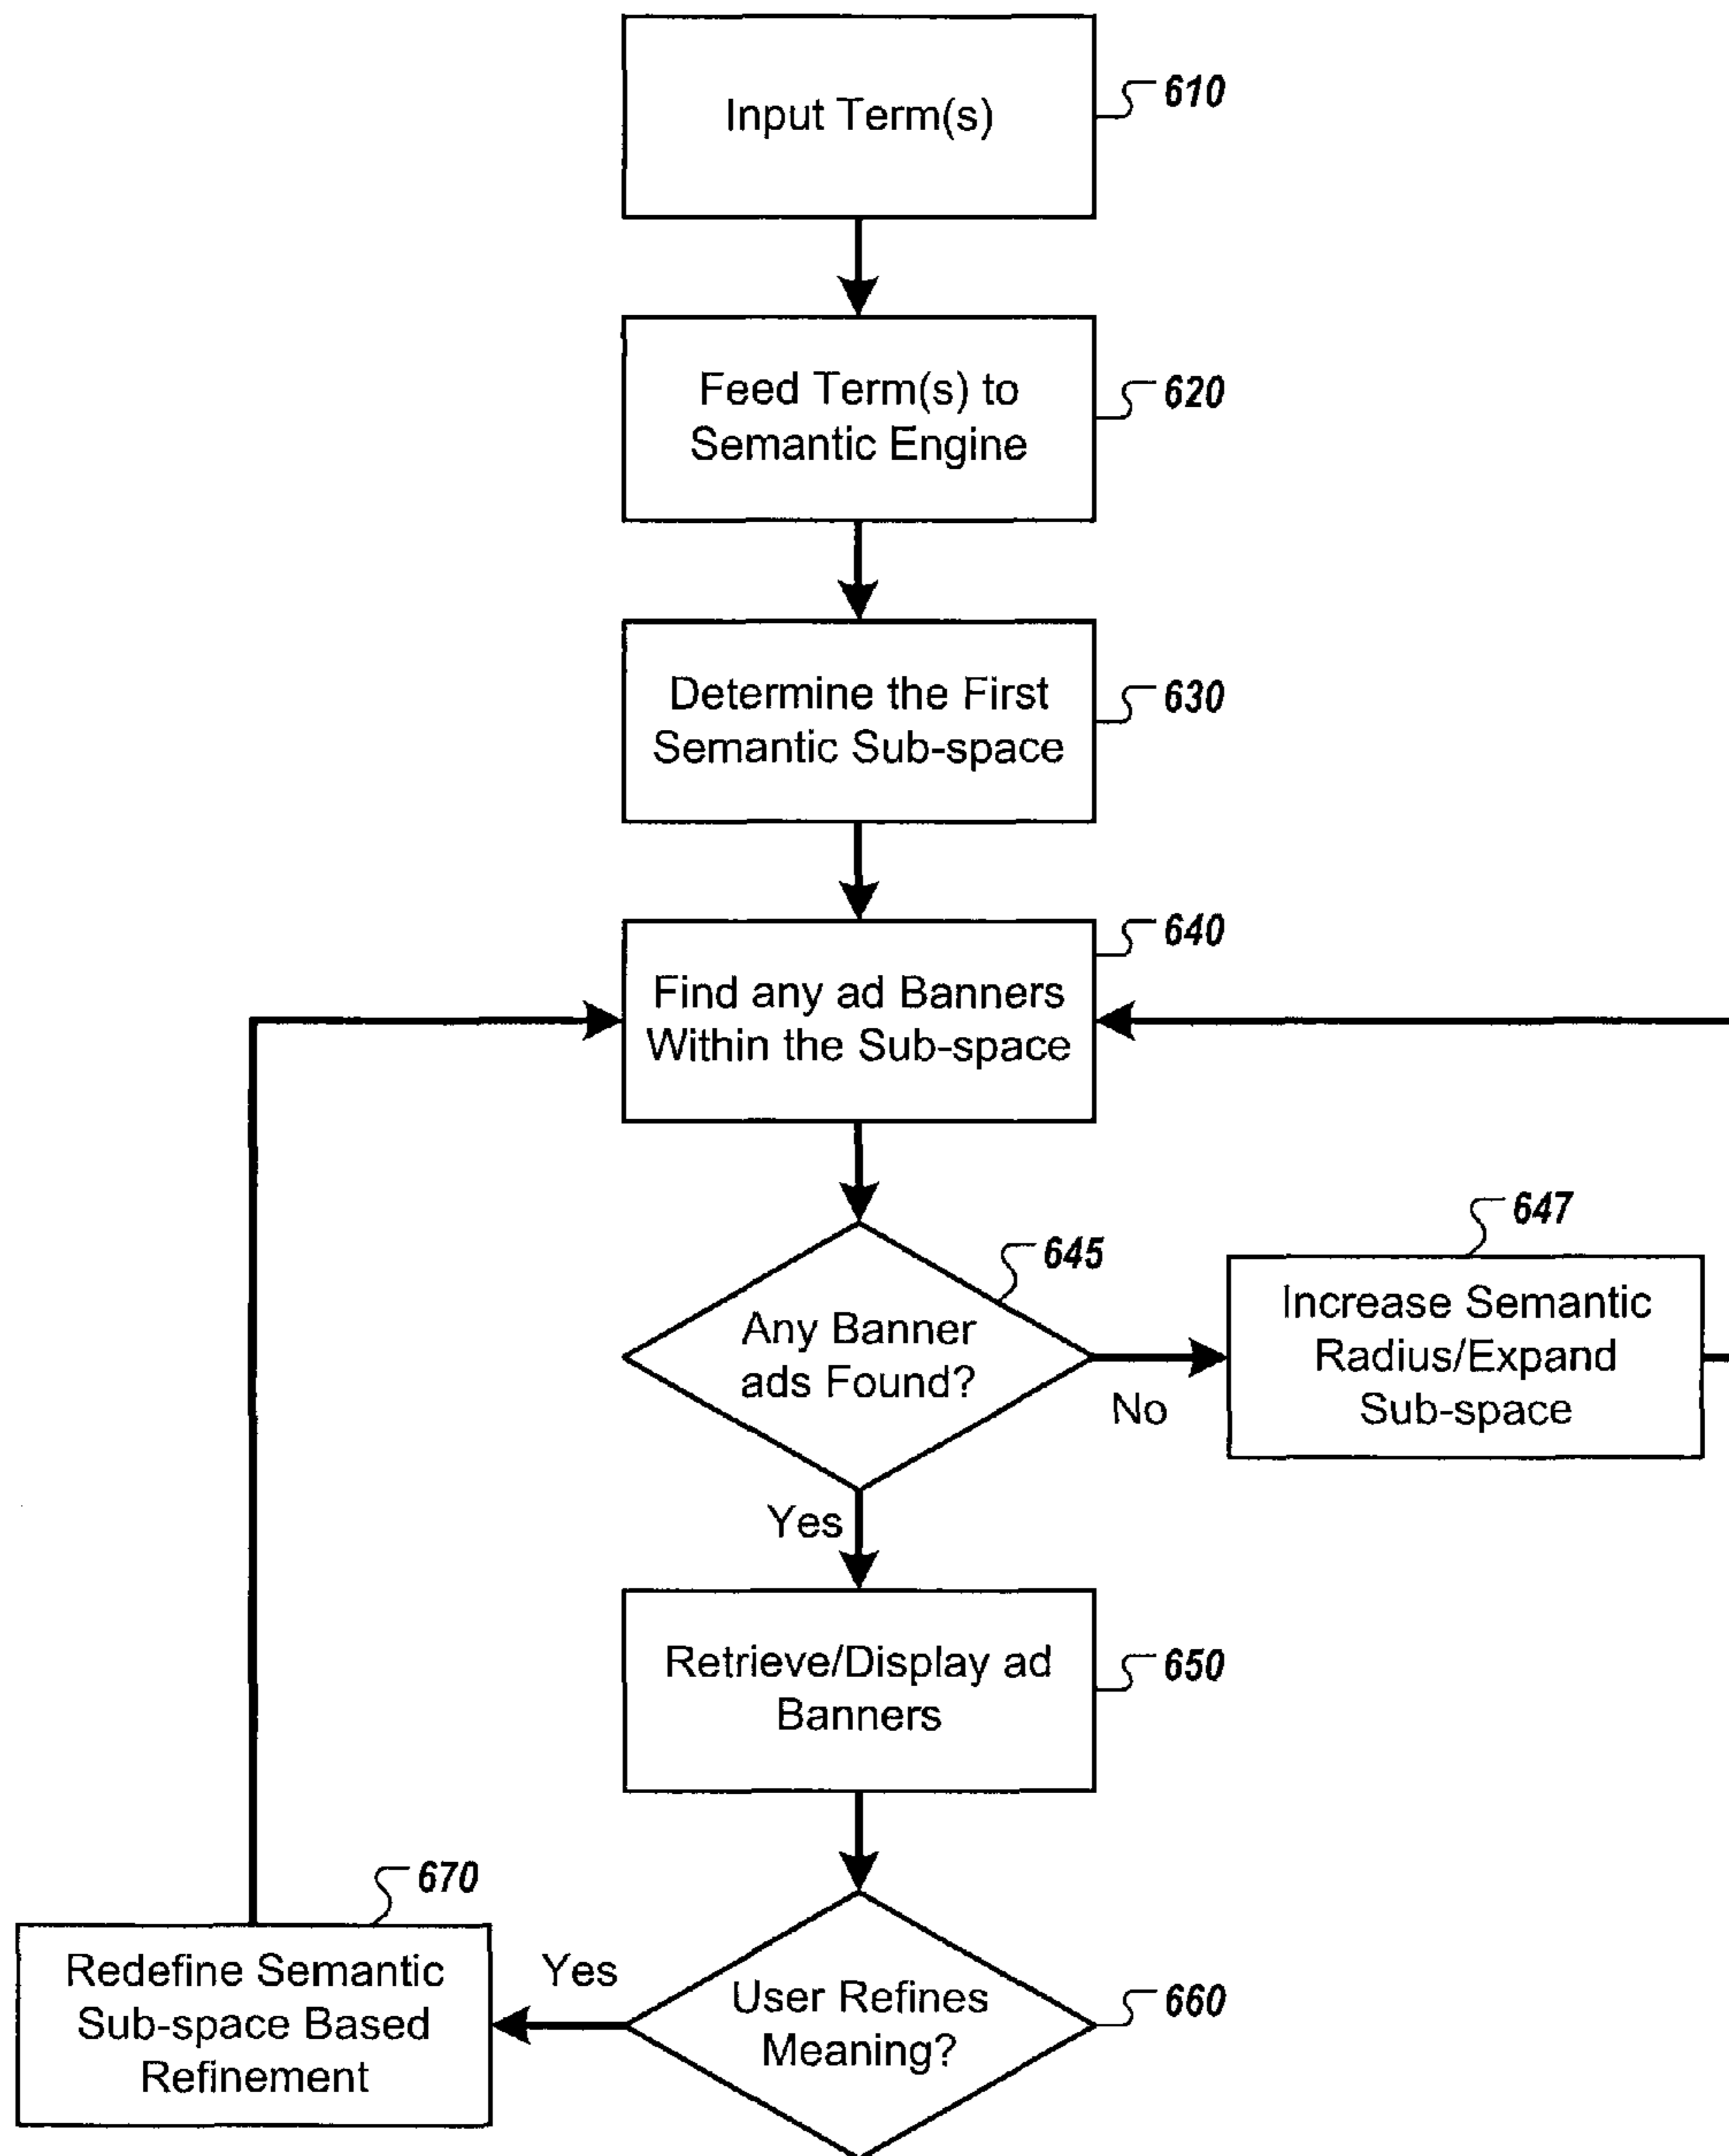 Input Term(s)
610
Feed Term(s) to
Semantic Engine
620
Determine the First
Semantic Sub-space
630
640
Find any ad Banners
Within the Sub-space
645
Any Banner
ads Found?
No
647
Increase Semantic
Radius/Expand
Sub-space
Yes
Retrieve/Display ad
Banners
650
User Refines
Meaning?
660
Yes
670
Redefine Semantic
Sub-space Based
Refinement